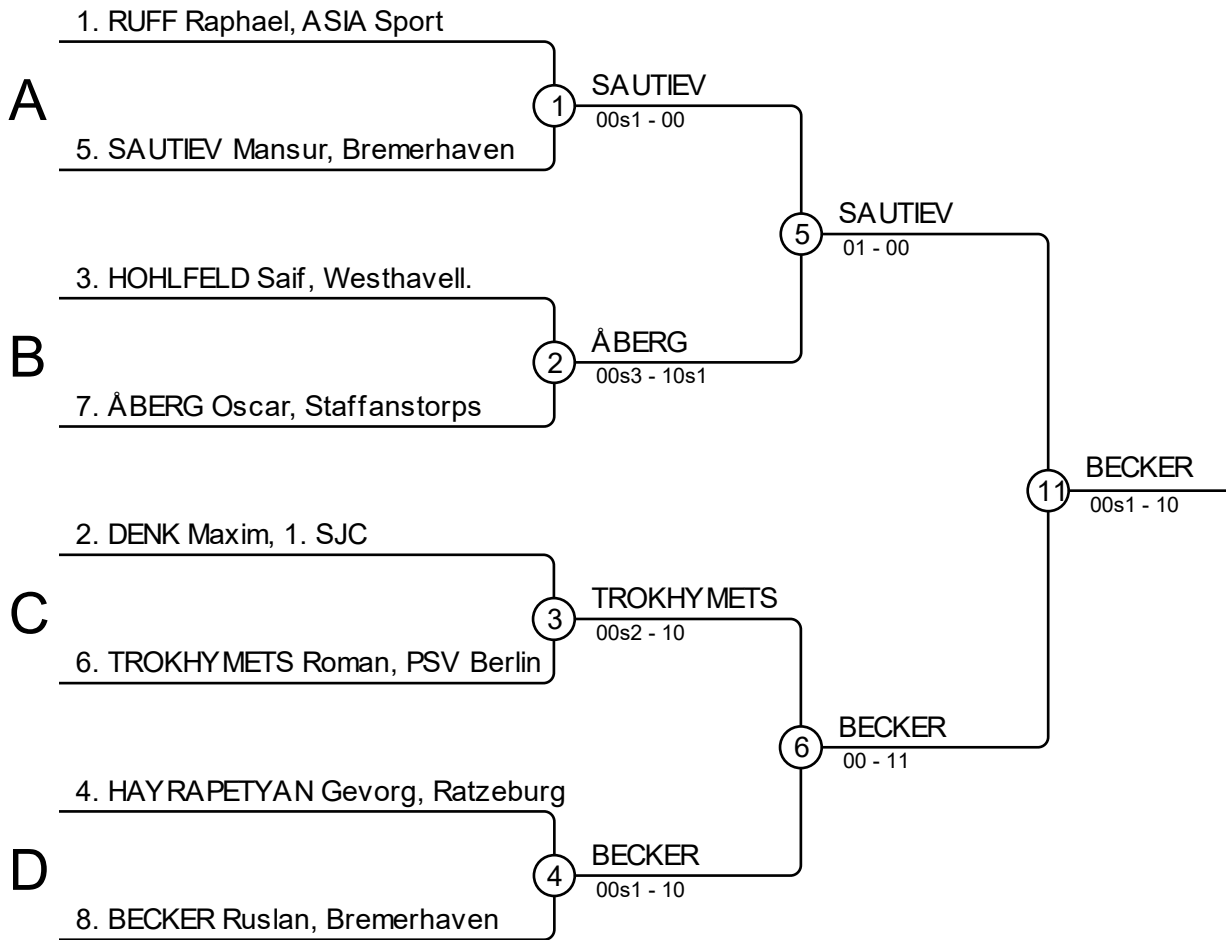 1. RUFF Raphael, ASIA Sport
A
1
SAUTIEV
00s1 - 00
5. SAUTIEV Mansur, Bremerhaven
5
SAUTIEV
01 - 00
3. HOHLFELD Saif, Westhavell.
B
2
ÅBERG
00s3 - 10s1
7. ÅBERG Oscar, Staffanstorps
11
BECKER
00s1 - 10
2. DENK Maxim, 1. SJC
C
3
TROKHYMETS
00s2 - 10
6. TROKHYMETS Roman, PSV Berlin
6
BECKER
00 - 11
4. HAYRAPETYAN Gevorg, Ratzeburg
D
4
BECKER
00s1 - 10
8. BECKER Ruslan, Bremerhaven